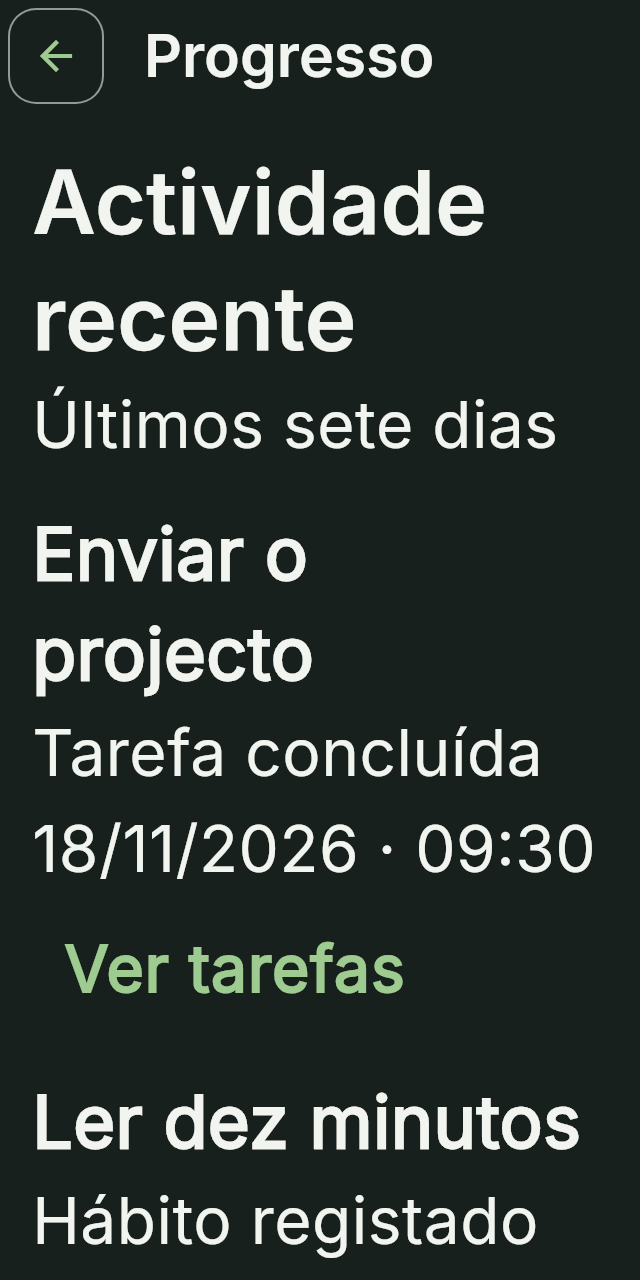 Progresso
Actividade
recente
Últimos sete dias
Enviar o
projecto
Tarefa concluída
18/11/2026 · 09:30
Ver tarefas
Ler dez minutos
Hábito registado